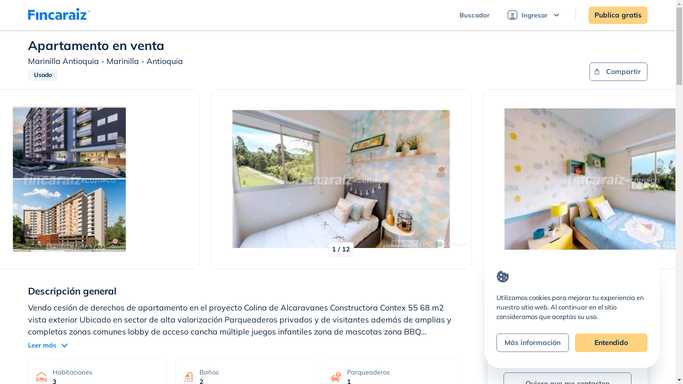 Fincaraiz
Buscador
Ingresar
Publica gratis
Apartamento en venta
Marinilla Antioquia - Marinilla - Antioquia
Usado
Compartir
1 / 12
Descripción general
Vendo cesión de derechos de apartamento en el proyecto Colina de Alcaravanes Constructora Contex 55 68 m2
vista exterior Ubicado en sector de alta valorización Parqueaderos privados y de visitantes además de amplias y
completas zonas comunes lobby de acceso cancha múltiple juegos infantiles zona de mascotas zona BBQ...
Leer más
Habitaciones
3
Baños
2
Parqueaderos
1
Utilizamos cookies para mejorar tu experiencia en
nuestro sitio web. Al continuar en el sitio
consideramos que aceptas su uso.
Más información
Entendido
Quiero que me contacten